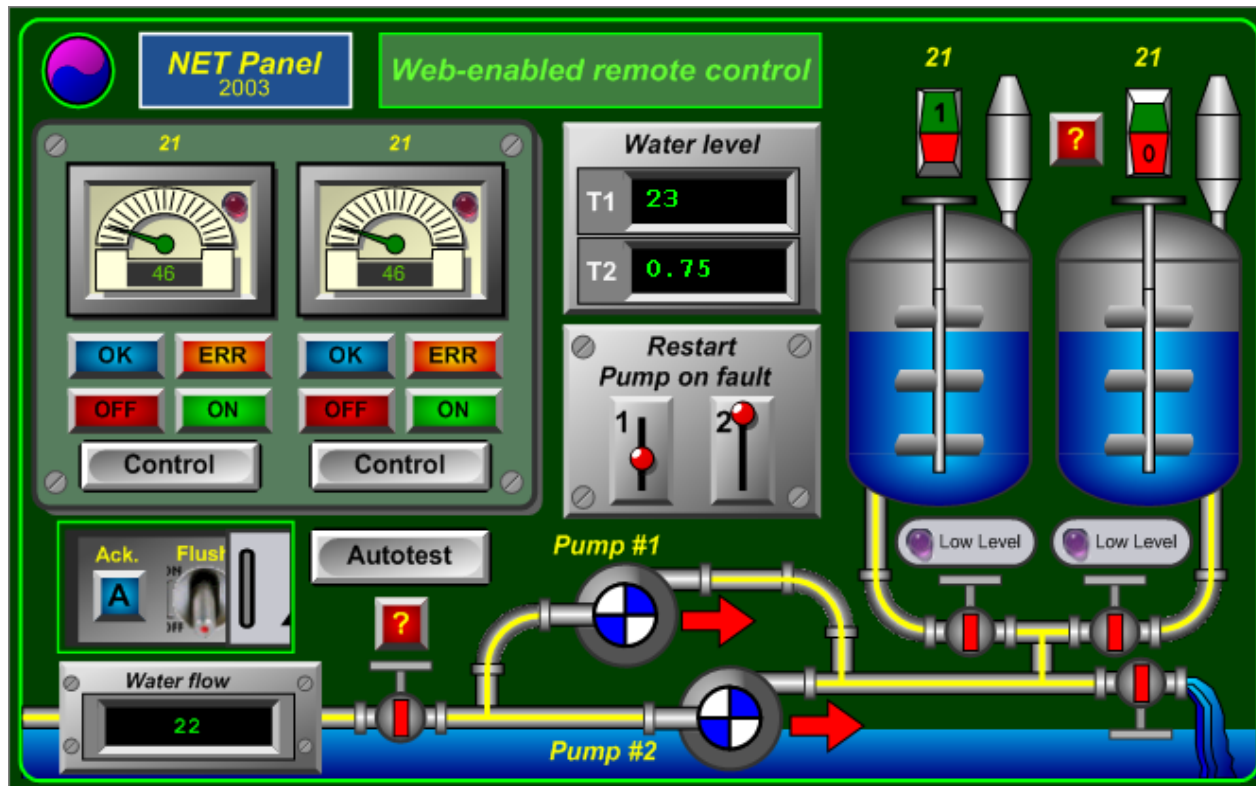 NET Panel
2003
Web-enabled remote control
21
21
1
?
0
21
21
46
46
OK
ERR
OK
ERR
OFF
ON
OFF
ON
Control
Control
Water level
T1
23
T2
0.75
Restart
Pump on fault
1
2
Low Level
Low Level
Ack.
Flush
A
ON
OFF
Autotest
?
Pump #1
Water flow
22
Pump #2